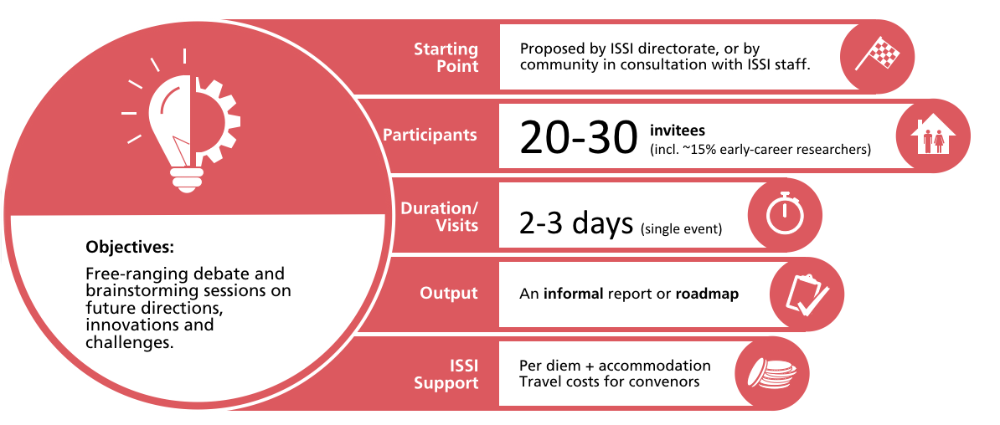 Starting
Point
Proposed by ISSI directorate, or by
community in consultation with ISSI staff.
Participants
20-30 invitees
(incl. ~15% early-career researchers)
Duration/
Visits
2-3 days (single event)
Objectives:
Free-ranging debate and
brainstorming sessions on
future directions,
innovations and
challenges.
Output
An informal report or roadmap
ISSI
Support
Per diem + accommodation
Travel costs for convenors